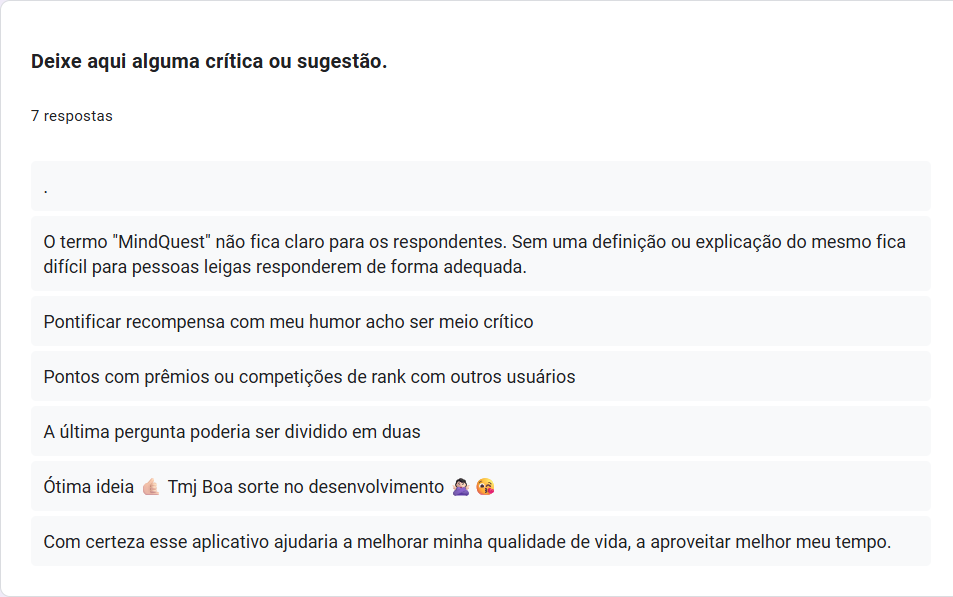 Deixe aqui alguma crítica ou sugestão.
7 respostas
.
O termo "MindQuest" não fica claro para os respondentes. Sem uma definição ou explicação do mesmo fica
difícil para pessoas leigas responderem de forma adequada.
Pontificar recompensa com meu humor acho ser meio crítico
Pontos com prêmios ou competições de rank com outros usuários
A última pergunta poderia ser dividido em duas
Ótima ideia 🤙🏻 Tmj Boa sorte no desenvolvimento 🙇🏻‍♀️ 😘
Com certeza esse aplicativo ajudaria a melhorar minha qualidade de vida, a aproveitar melhor meu tempo.